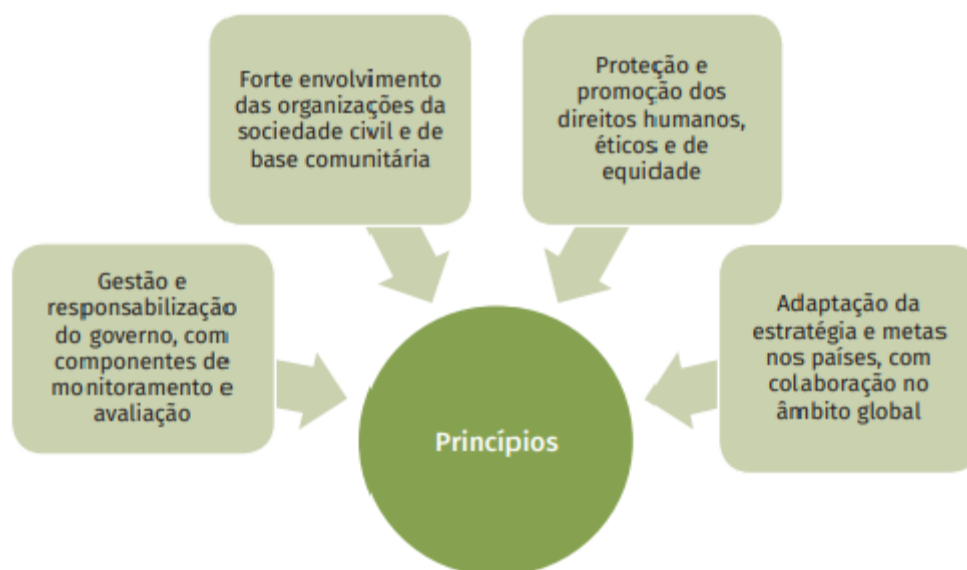 Forte envolvimento
das organizações da
sociedade civil e de
base comunitária
Proteção e
promoção dos
direitos humanos,
éticos e de
equidade
Gestão e
responsabilização
do governo, com
componentes de
monitoramento e
avaliação
Adaptação da
estratégia e metas
nos países, com
colaboração no
âmbito global
Princípios